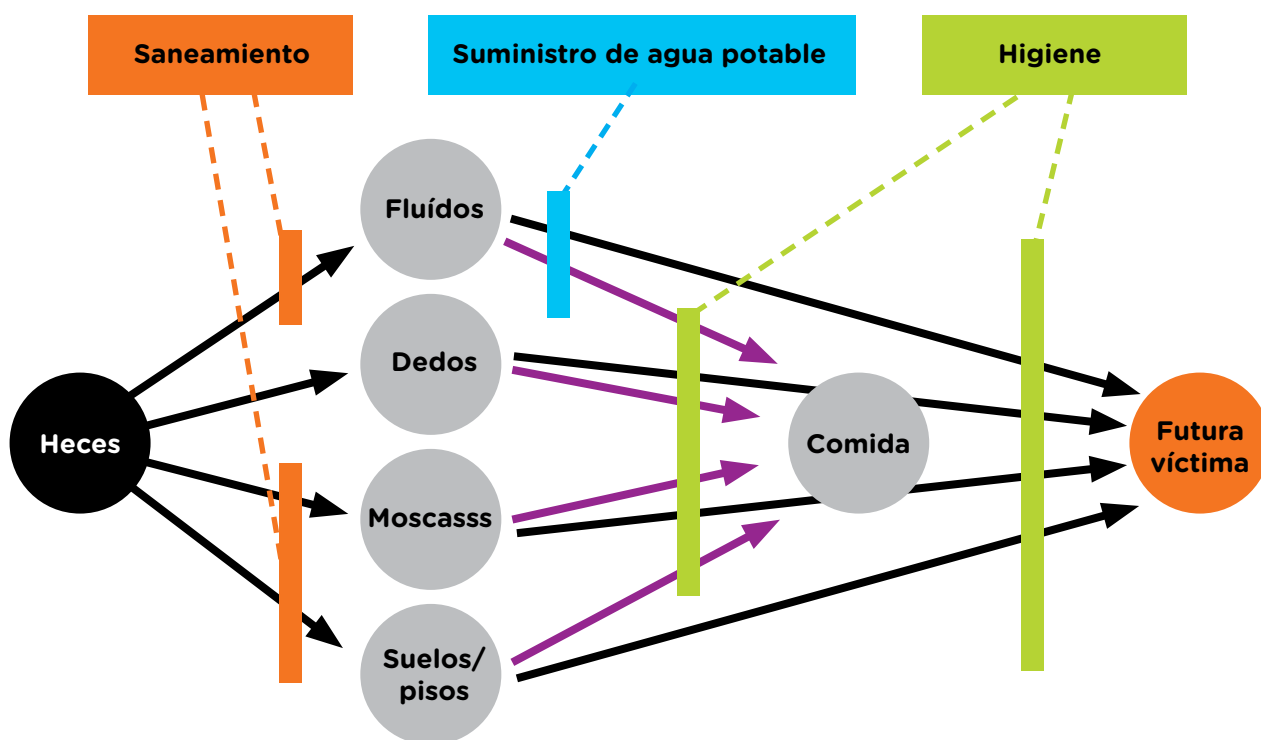 Saneamiento
Suministro de agua potable
Higiene
Fluídos
Dedos
Heces
Comida
Futura
víctima
Moscasss
Suelos/
pisos